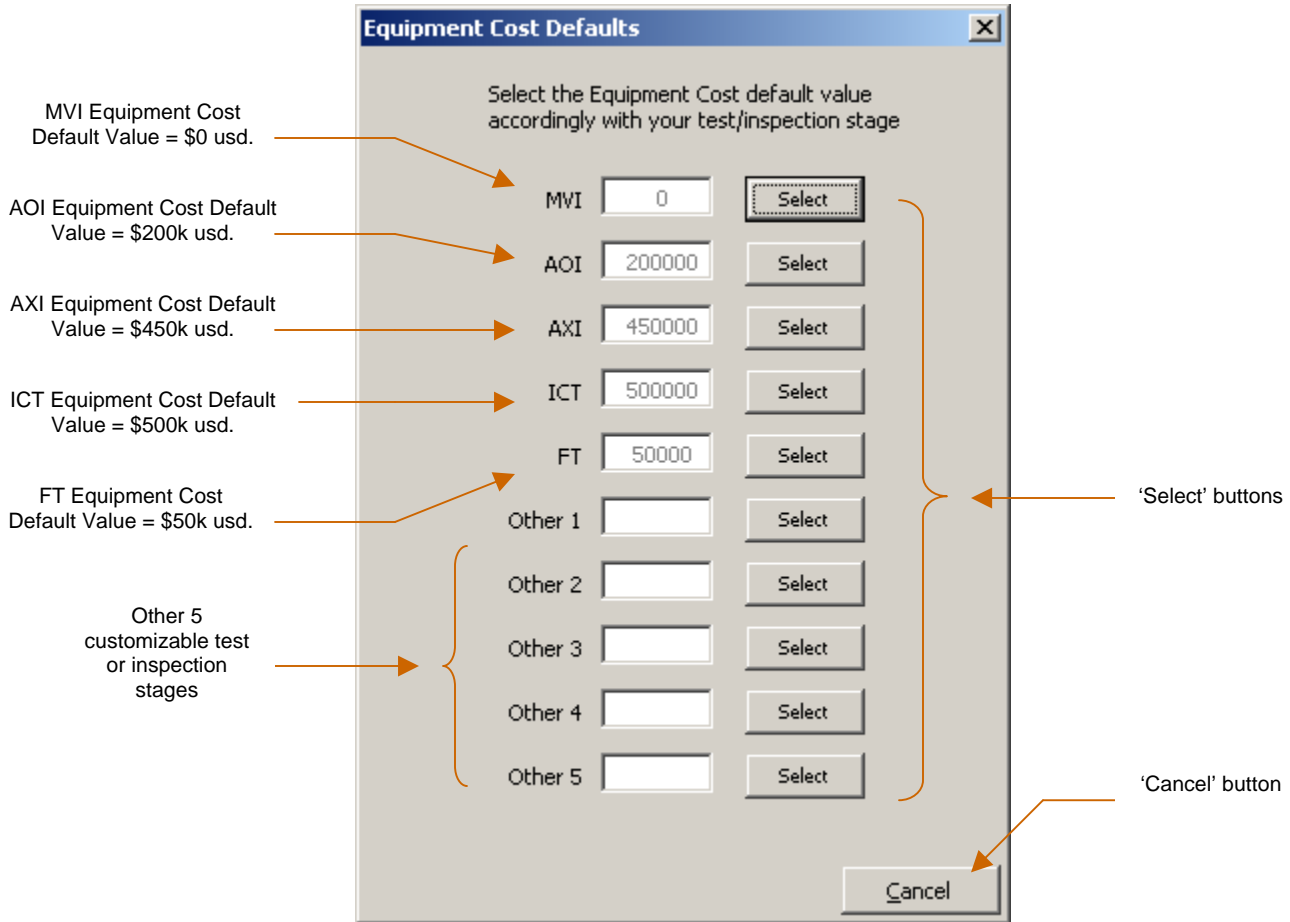 Equipment Cost Defaults
Select the Equipment Cost default value
accordingly with your test/inspection stage
MVI Equipment Cost
Default Value = $0 usd.
MVI 0 Select
AOI Equipment Cost Default
Value = $200k usd.
AOI 200000 Select
AXI Equipment Cost Default
Value = $450k usd.
AXI 450000 Select
ICT Equipment Cost Default
Value = $500k usd.
ICT 500000 Select
FT Equipment Cost
Default Value = $50k usd.
FT 50000 Select
Other 1 Select
Other 2 Select
Other 3 Select
Other 4 Select
Other 5 Select
Other 5
customizable test
or inspection
stages
‘Select’ buttons
‘Cancel’ button
Cancel